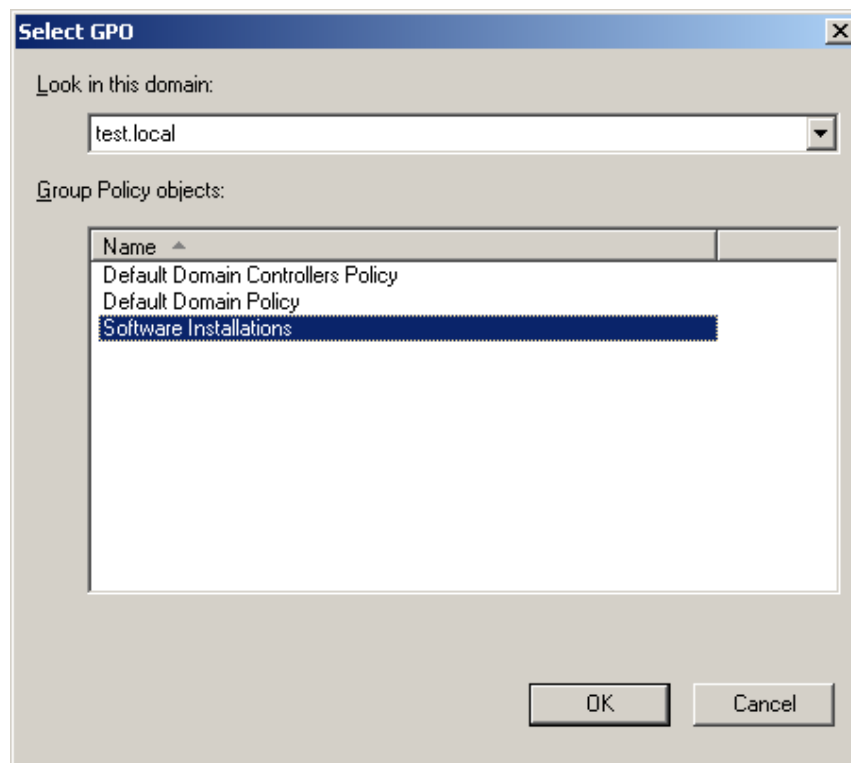 Select GPO
Look in this domain:
test.local
Group Policy objects:
Name
Default Domain Controllers Policy
Default Domain Policy
Software Installations
OK Cancel